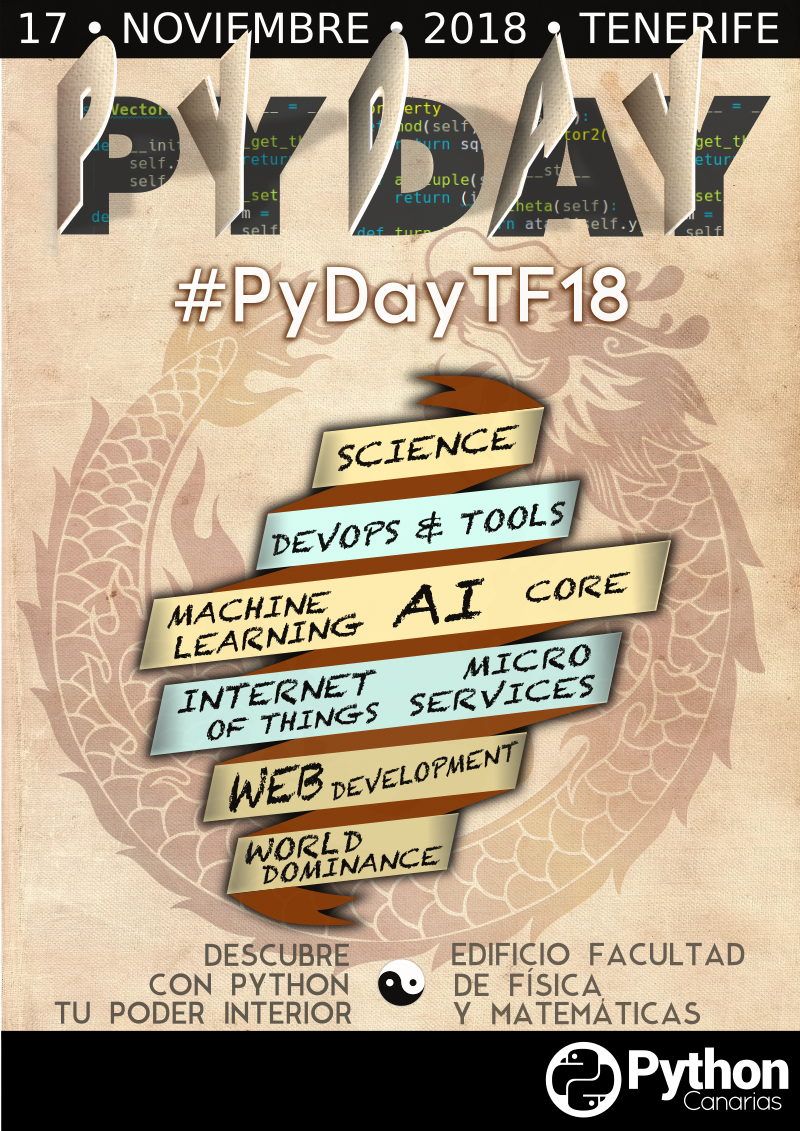 17 • NOVIEMBRE • 2018 • TENERIFE
PYDAY
#PyDayTF18
SCIENCE
DEVOPS & TOOLS
MACHINE LEARNING AI CORE
INTERNET OF THINGS MICRO SERVICES
WEB DEVELOPMENT
WORLD DOMINANCE
DESCUBRE
CON PYTHON
TU PODER INTERIOR
EDIFICIO FACULTAD
DE FÍSICA
Y MATEMÁTICAS
Python
Canarias